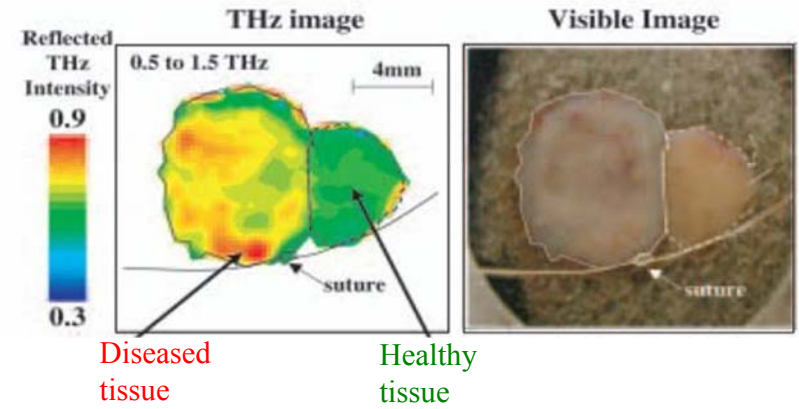 THz image
Visible Image
Reflected
THz
Intensity
0.9
0.3
0.5 to 1.5 THz
4mm
suture
suture
Diseased
tissue
Healthy
tissue